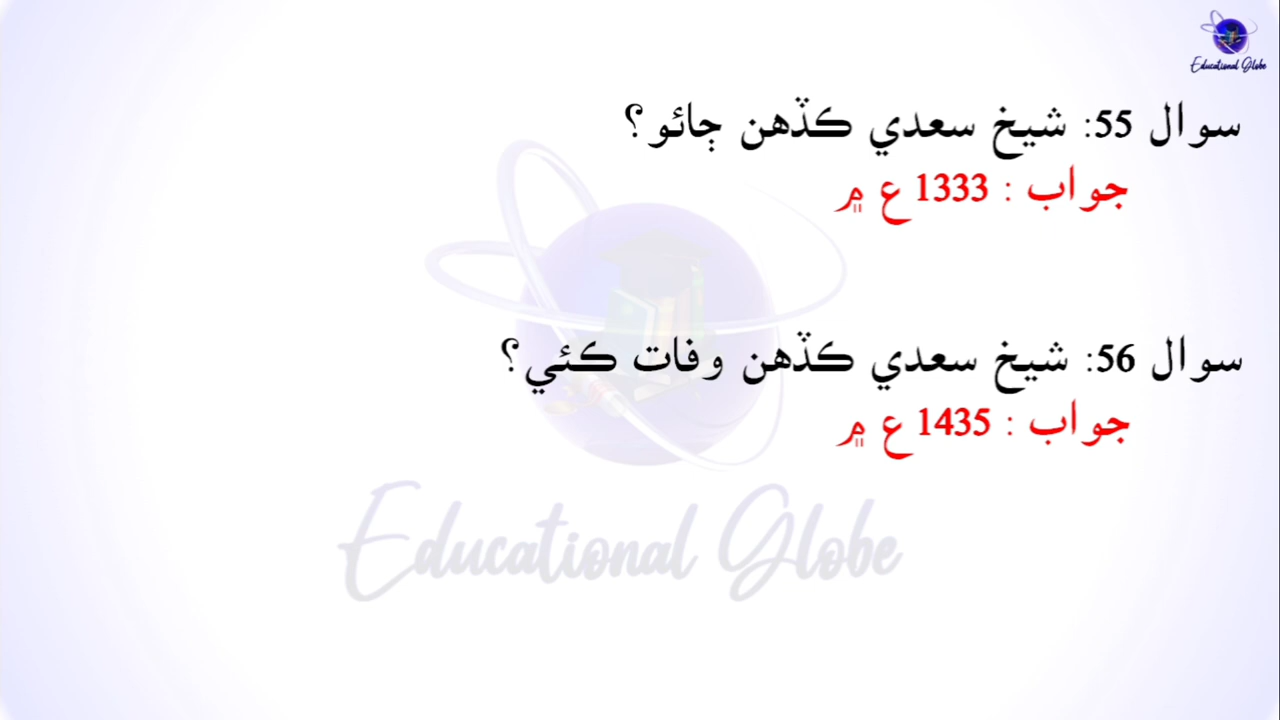 Educational Globe
سوال 55: شيخ سعدي ڪڏهن ڄائو؟
جواب : 1333ع ۾
سوال 56: شيخ سعدي ڪڏهن وفات ڪئي؟
جواب : 1435ع ۾
Educational Globe